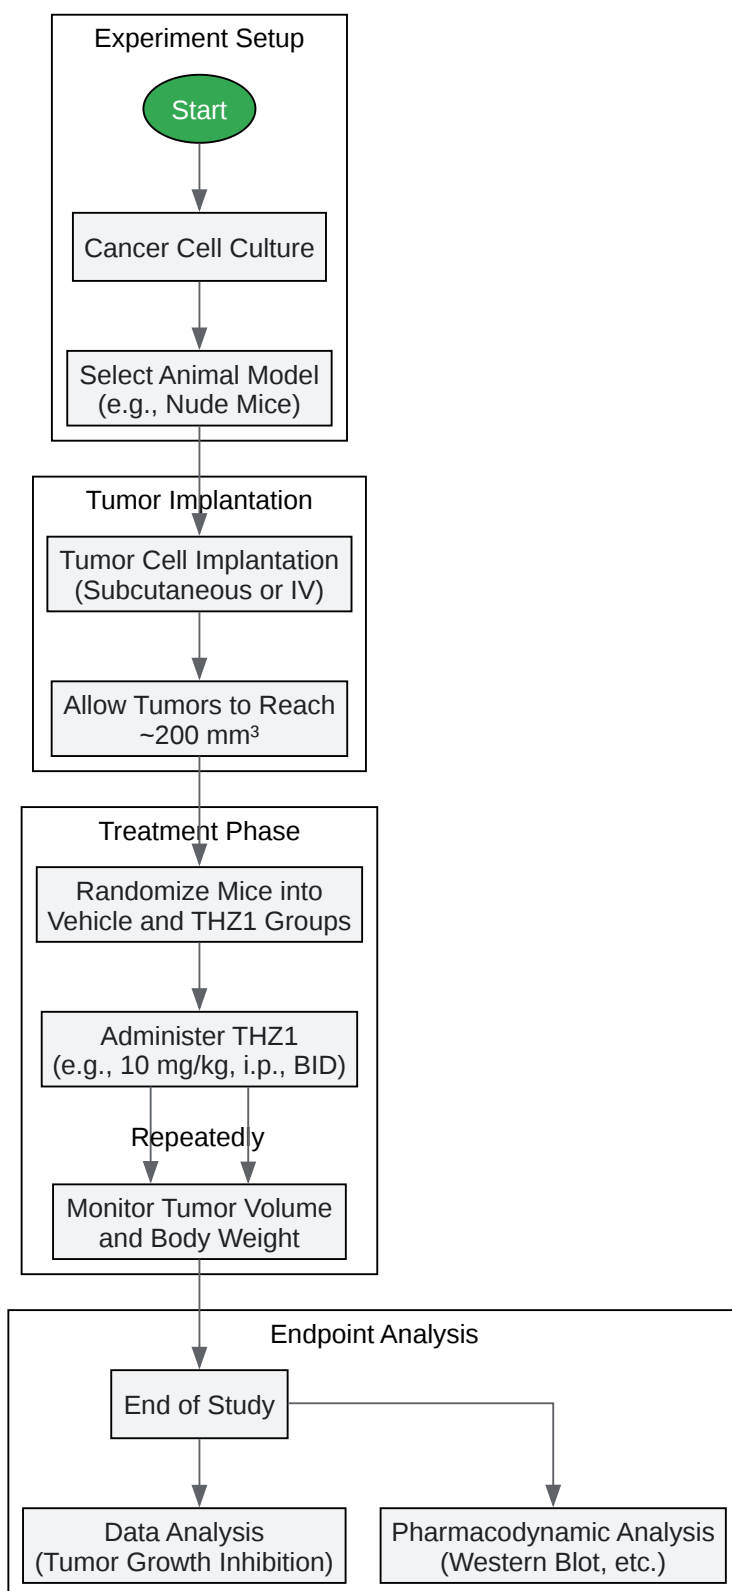 Experiment Setup
Start
Cancer Cell Culture
Select Animal Model
(e.g., Nude Mice)
Tumor Implantation
Tumor Cell Implantation
(Subcutaneous or IV)
Allow Tumors to Reach
~200 mm³
Treatment Phase
Randomize Mice into
Vehicle and THZ1 Groups
Administer THZ1
(e.g., 10 mg/kg, i.p., BID)
Repeatedly
Monitor Tumor Volume
and Body Weight
Endpoint Analysis
End of Study
Data Analysis
(Tumor Growth Inhibition)
Pharmacodynamic Analysis
(Western Blot, etc.)